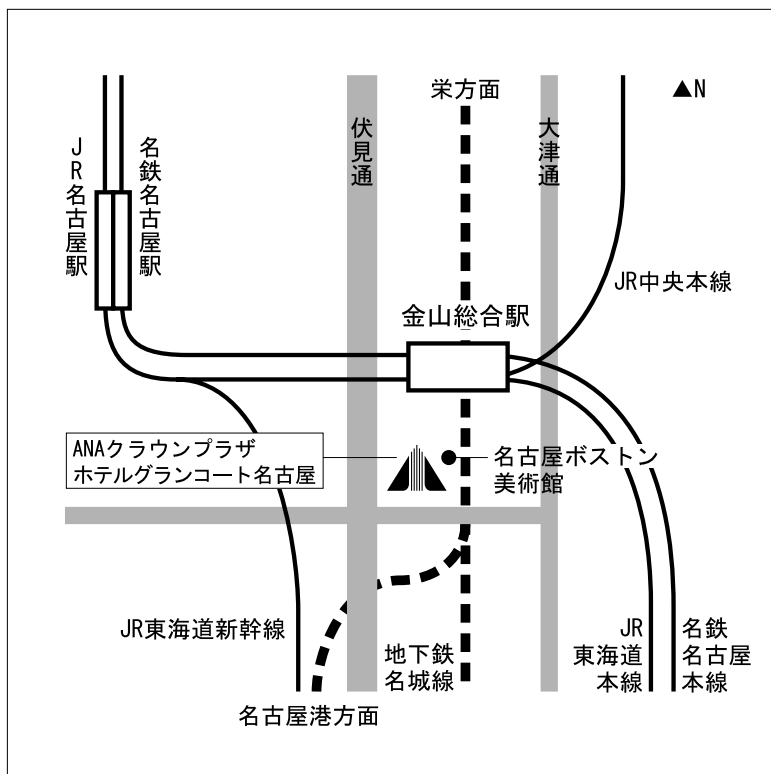 栄方面
▲N
JR名古屋駅
名鉄名古屋駅
伏見通
大津通
JR中央本線
金山総合駅
ANAクラウンプラザ
ホテルグランコート名古屋
名古屋ボストン
美術館
JR東海道新幹線
地下鉄
名城線
JR
東海道
本線
名鉄
名古屋
本線
名古屋港方面